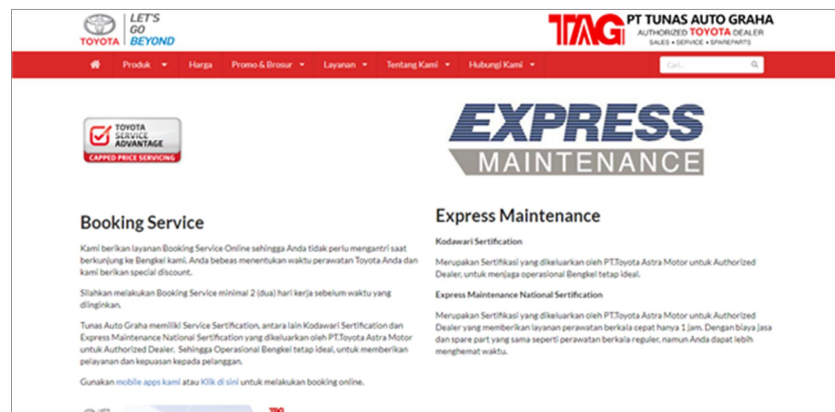 LET'S
GO
BEYOND
TOYOTA
TAG PT TUNAS AUTO GRAHA
AUTHORIZED TOYOTA DEALER
SALES • SERVICE • SPAREPARTS
Produk Harga Promo & Brosur Layanan Tentang Kami Hubungi Kami Cari...
TOYOTA
SERVICE
ADVANTAGE
CAPPED PRICE SERVICING
EXPRESS
MAINTENANCE
Booking Service
Kami berikan layanan Booking Service Online sehingga Anda tidak perlu mengantri saat
berkunjung ke Bengkel kami. Anda bebeas menentukan waktu perawatan Toyota Anda dan
kami berikan special discount.
Silahkan melakukan Booking Service minimal 2 (dua) hari kerja sebelum waktu yang
diinginkan.
Tunas Auto Graha memiliki Service Sertification, antara lain Kodawari Sertification dan
Express Maintenance National Sertification yang dikeluarkan oleh PT.Toyota Astra Motor
untuk Authorized Dealer. Sehingga Operasional Bengkel tetap ideal, untuk memberikan
pelayanan dan kepuasan kepada pelanggan.
Gunakan mobile apps kami atau Klik di sini untuk melakukan booking online.
Express Maintenance
Kodawari Sertification
Merupakan Sertifikasi yang dikeluarkan oleh PT.Toyota Astra Motor untuk Authorized
Dealer, untuk menjaga operasional Bengkel tetap ideal.
Express Maintenance National Sertification
Merupakan Sertifikasi yang dikeluarkan oleh PT.Toyota Astra Motor untuk Authorized
Dealer yang memberikan layanan perawatan berkala cepat hanya 1 jam. Dengan biaya jasa
dan spare part yang sama seperti perawatan berkala reguler, namun Anda dapat lebih
menghemat waktu.